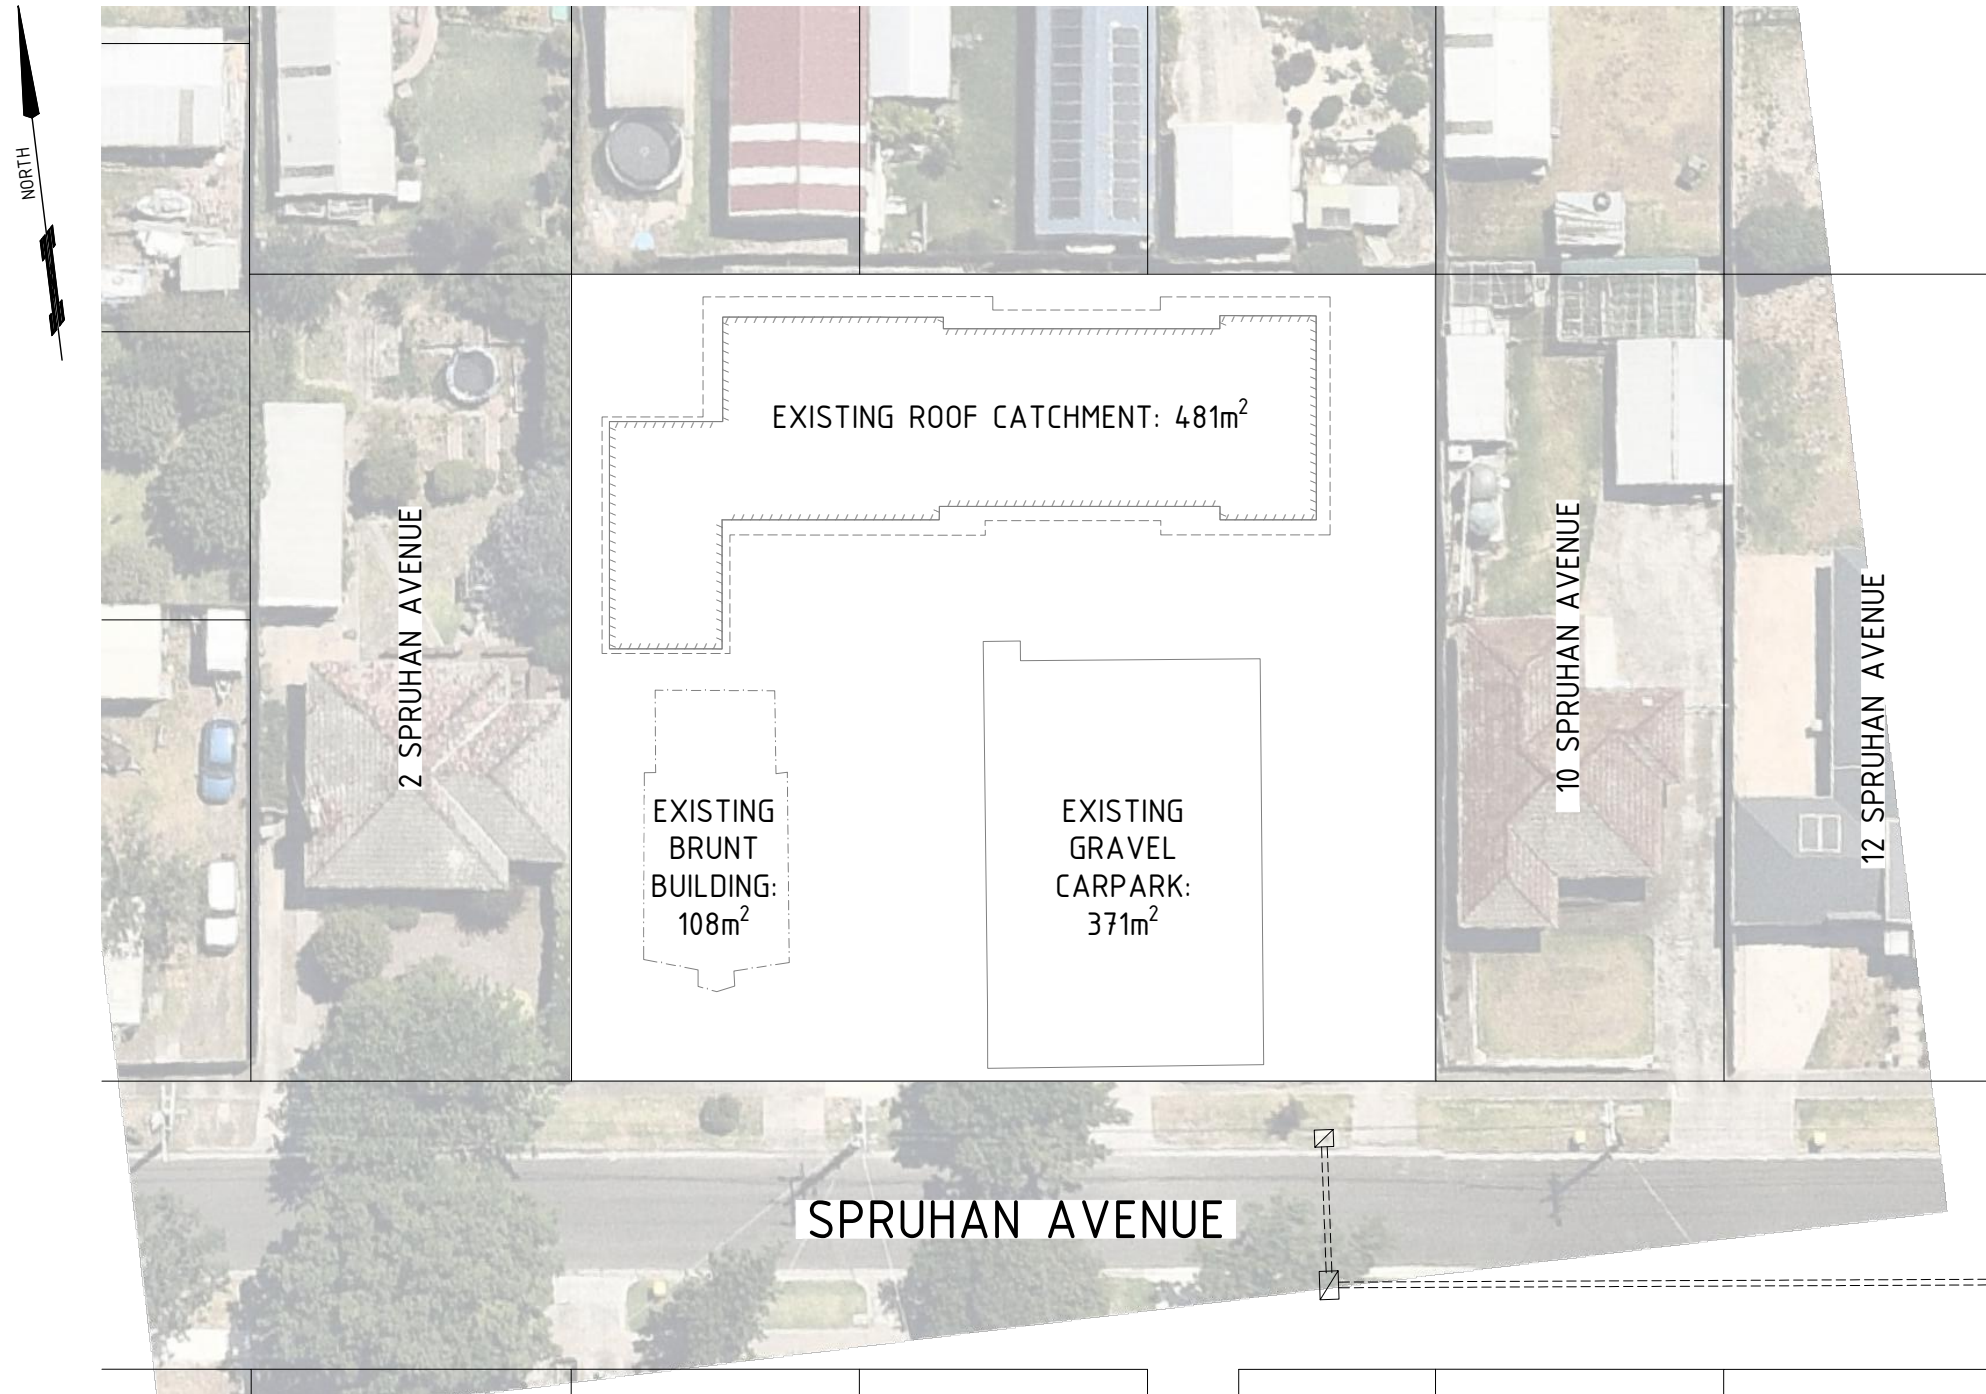 NORTH
EXISTING ROOF CATCHMENT: 481m²
2 SPRUHAN AVENUE
10 SPRUHAN AVENUE
12 SPRUHAN AVENUE
EXISTING
BRUNT
BUILDING:
108m²
EXISTING
GRAVEL
CARPARK:
371m²
SPRUHAN AVENUE